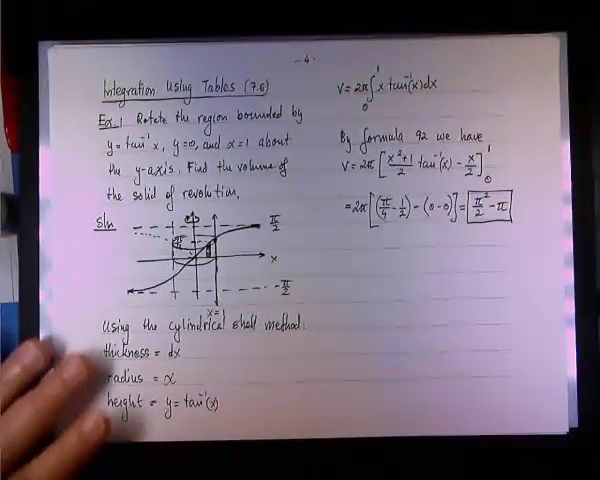 -4-
Integration Using Tables (7.6)
Ex.1 Rotate the region bounded by
y = tan⁻¹ x, y=0, and x=1 about
the y-axis. Find the volume of
the solid of revolution.
Sln
π/2
x
-π/2
x=1
Using the cylindrical shell method:
thickness = dx
radius = x
height = y = tan⁻¹(x)
V = 2π ∫₀¹ x tan⁻¹(x) dx
By formula 92 we have
V = 2π [ (x²+1)/2 tan⁻¹(x) - x/2 ]₀¹
= 2π [ (π/4 - 1/2) - (0-0) ] = π²/2 - π